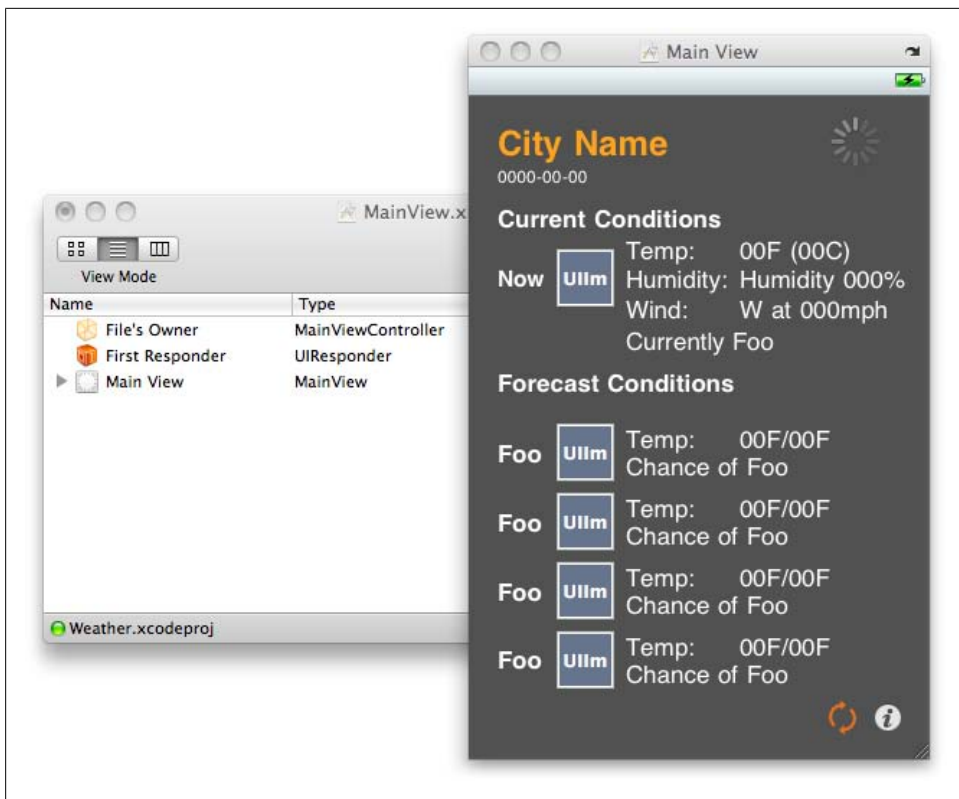 Main View
City Name
0000-00-00
Current Conditions
Now
UIIm
Temp: 00F (00C)
Humidity: Humidity 000%
Wind: W at 000mph
Currently Foo
Forecast Conditions
Foo
UIIm
Temp: 00F/00F
Chance of Foo
Foo
UIIm
Temp: 00F/00F
Chance of Foo
Foo
UIIm
Temp: 00F/00F
Chance of Foo
Foo
UIIm
Temp: 00F/00F
Chance of Foo
MainView.x
View Mode
Name Type
File's Owner MainViewController
First Responder UIResponder
Main View MainView
Weather.xcodeproj